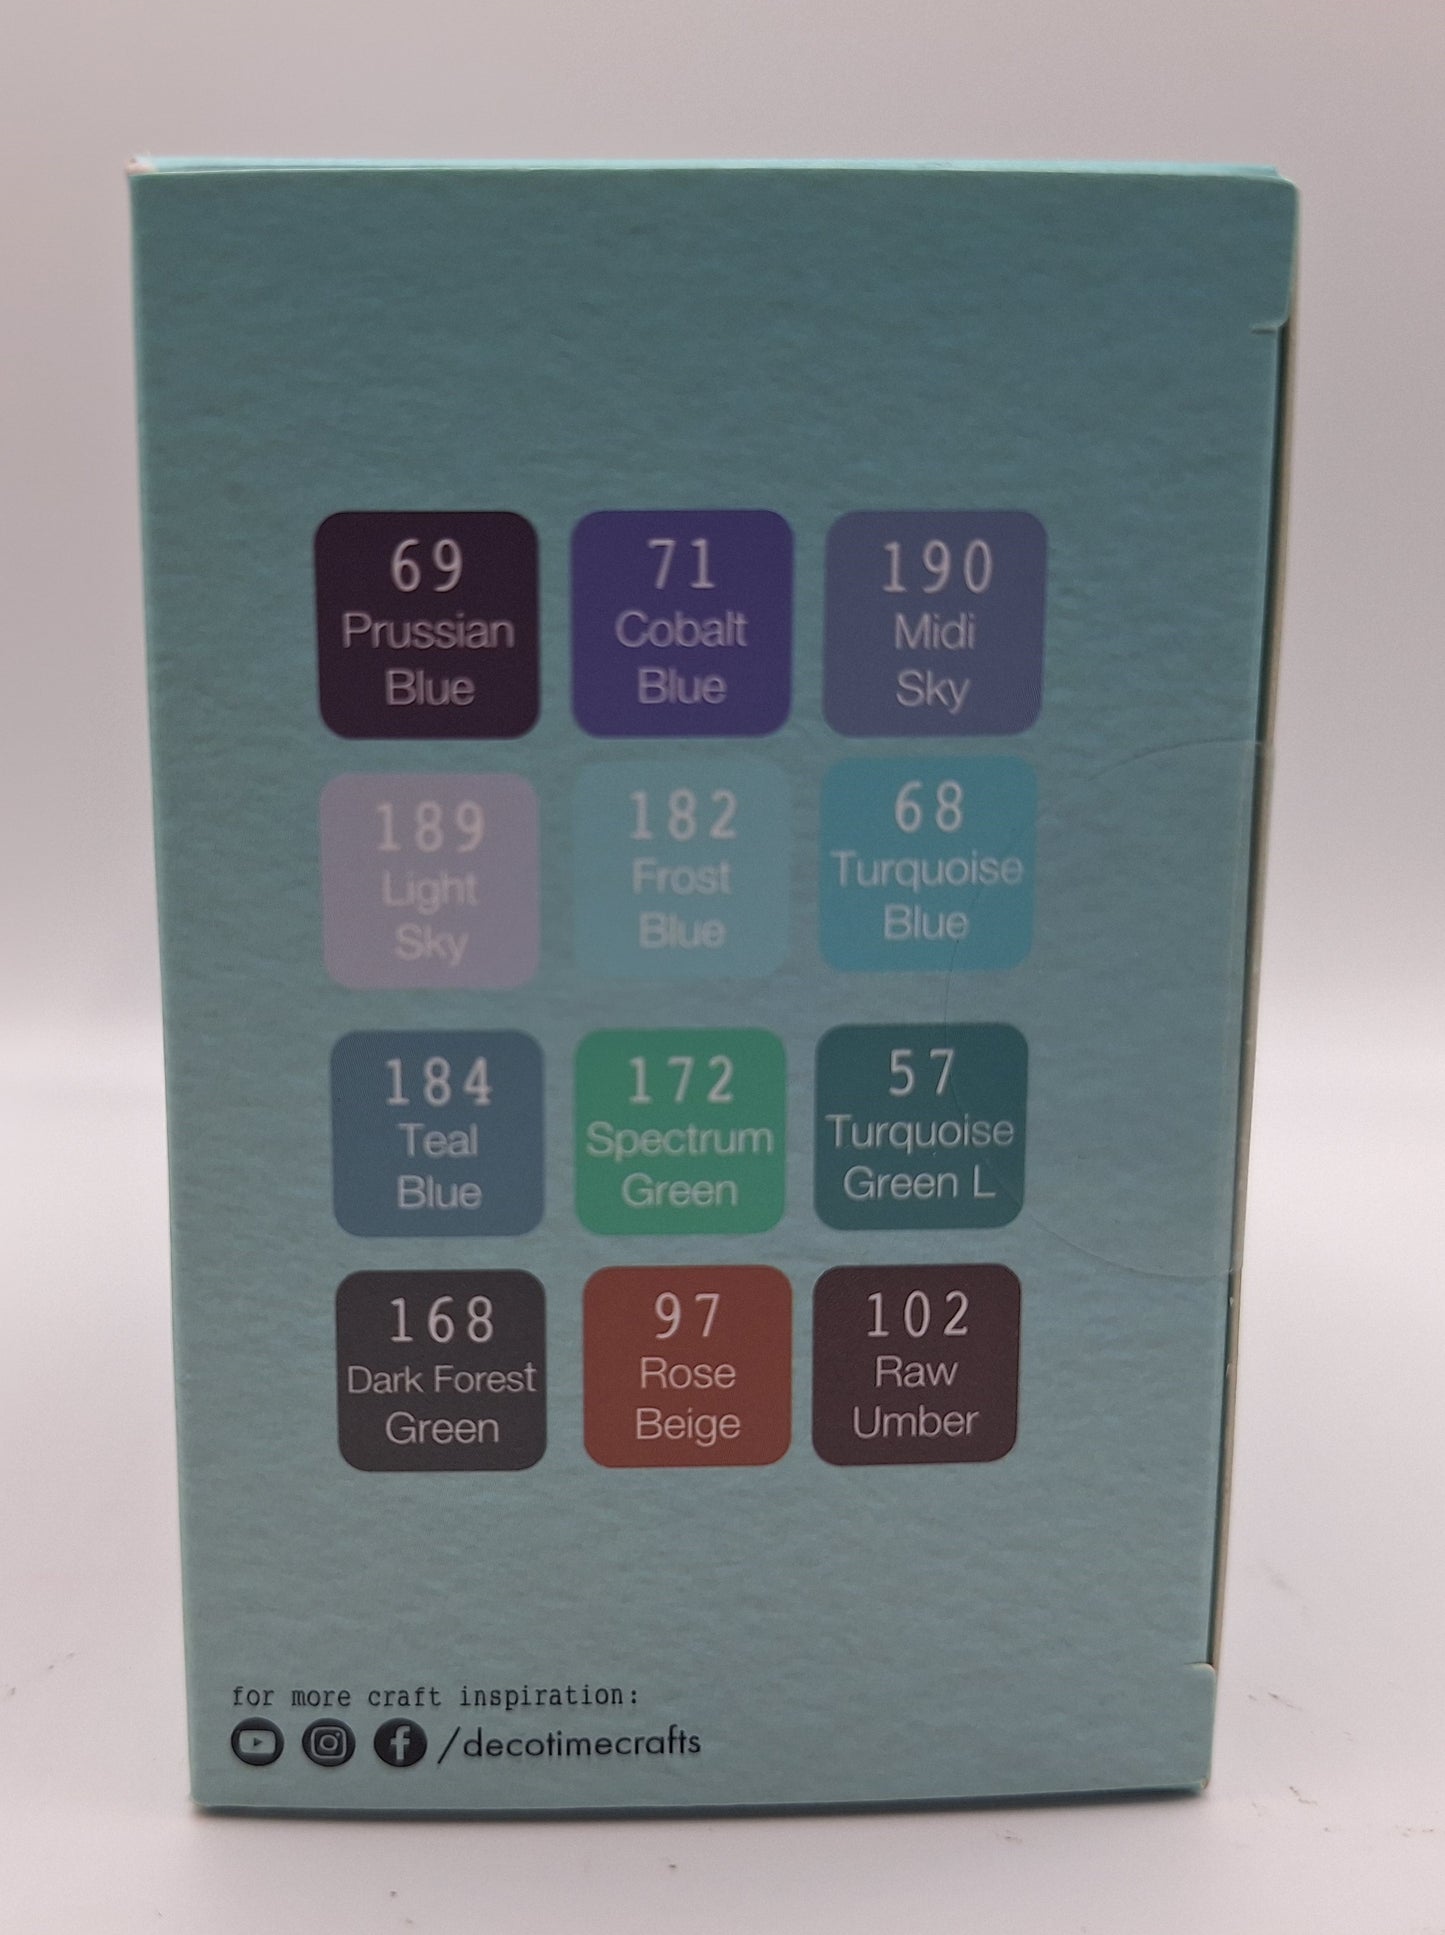 69
Prussian
Blue
71
Cobalt
Blue
190
Midi
Sky
189
Light
Sky
182
Frost
Blue
68
Turquoise
Blue
184
Teal
Blue
172
Spectrum
Green
57
Turquoise
Green L
168
Dark Forest
Green
97
Rose
Beige
102
Raw
Umber
for more craft inspiration:
/decotimecrafts